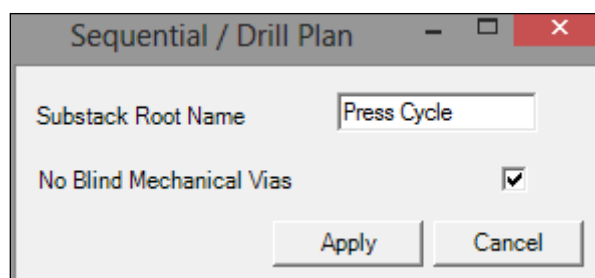 Sequential / Drill Plan
Substack Root Name Press Cycle
No Blind Mechanical Vias
Apply Cancel